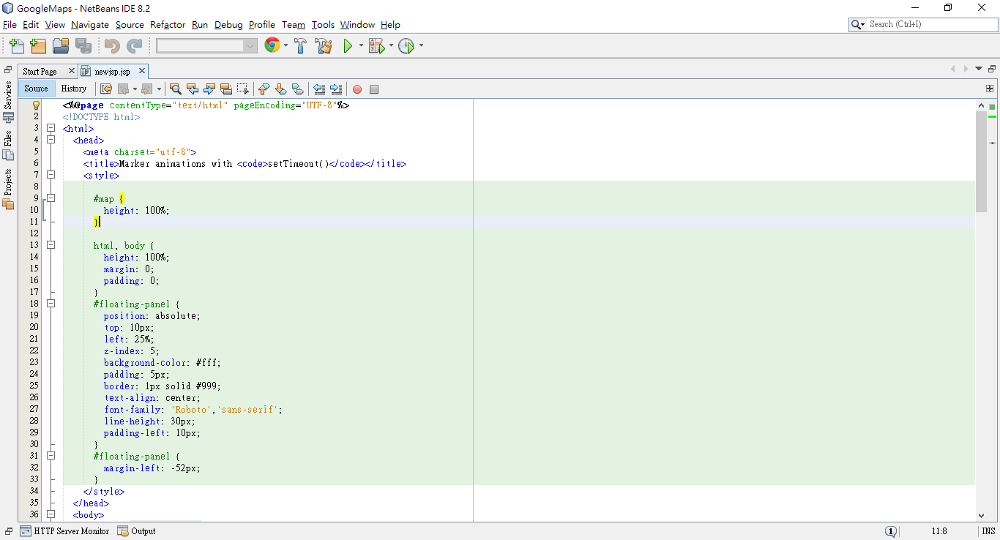 GoogleMaps - NetBeans IDE 8.2
File Edit View Navigate Source Refactor Run Debug Profile Team Tools Window Help
Search (Ctrl+I)
Start Page
newjsp.jsp
Source History
Services
Files
Projects
<%@page contentType="text/html" pageEncoding="UTF-8"%>
2 <!DOCTYPE html>
3 <html>
4 <head>
5 <meta charset="utf-8">
6 <title>Marker animations with <code>setTimeout()</code></title>
7 <style>
8
9 #map {
10 height: 100%;
11 }
12
13 html, body {
14 height: 100%;
15 margin: 0;
16 padding: 0;
17 }
18 #floating-panel {
19 position: absolute;
20 top: 10px;
21 left: 25%;
22 z-index: 5;
23 background-color: #fff;
24 padding: 5px;
25 border: 1px solid #999;
26 text-align: center;
27 font-family: 'Roboto','sans-serif';
28 line-height: 30px;
29 padding-left: 10px;
30 }
31 #floating-panel {
32 margin-left: -52px;
33 }
34 </style>
35 </head>
36 <body>
HTTP Server Monitor Output
1 11:8 INS